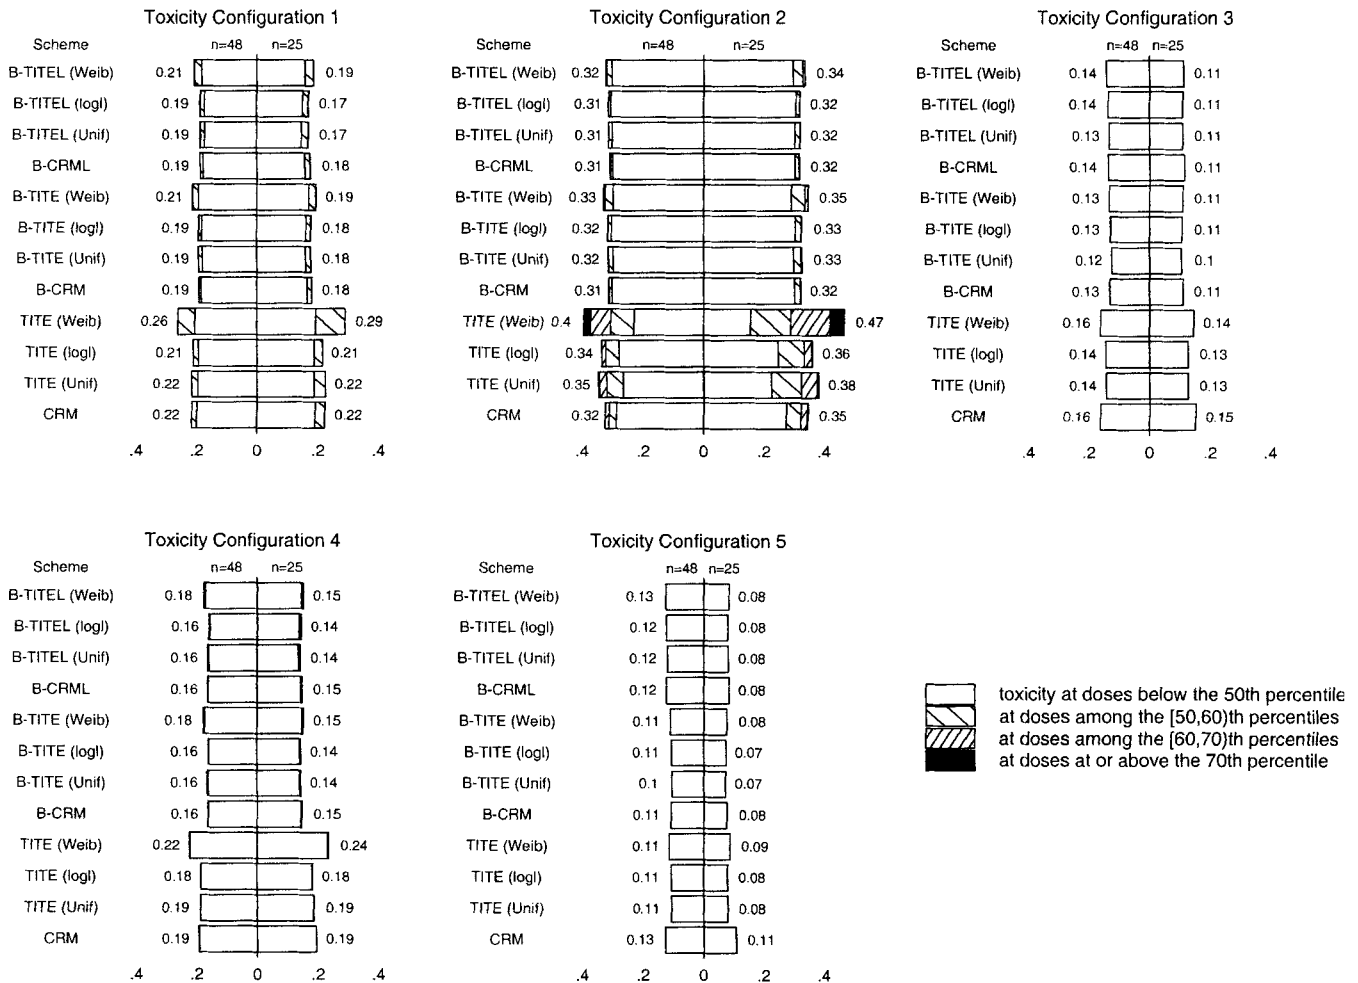 Toxicity Configuration 1
Scheme n=48 n=25
B-TITEL (Weib) 0.21 0.19
B-TITEL (logl) 0.19 0.17
B-TITEL (Unif) 0.19 0.17
B-CRML 0.19 0.18
B-TITE (Weib) 0.21 0.19
B-TITE (logl) 0.19 0.18
B-TITE (Unif) 0.19 0.18
B-CRM 0.19 0.18
TITE (Weib) 0.26 0.29
TITE (logl) 0.21 0.21
TITE (Unif) 0.22 0.22
CRM 0.22 0.22
.4 .2 0 .2 .4
Toxicity Configuration 2
Scheme n=48 n=25
B-TITEL (Weib) 0.32 0.34
B-TITEL (logl) 0.31 0.32
B-TITEL (Unif) 0.31 0.32
B-CRML 0.31 0.32
B-TITE (Weib) 0.33 0.35
B-TITE (logl) 0.32 0.33
B-TITE (Unif) 0.32 0.33
B-CRM 0.31 0.32
TITE (Weib) 0.4 0.47
TITE (logl) 0.34 0.36
TITE (Unif) 0.35 0.38
CRM 0.32 0.35
.4 .2 0 .2 .4
Toxicity Configuration 3
Scheme n=48 n=25
B-TITEL (Weib) 0.14 0.11
B-TITEL (logl) 0.14 0.11
B-TITEL (Unif) 0.13 0.11
B-CRML 0.14 0.11
B-TITE (Weib) 0.13 0.11
B-TITE (logl) 0.13 0.11
B-TITE (Unif) 0.12 0.1
B-CRM 0.13 0.11
TITE (Weib) 0.16 0.14
TITE (logl) 0.14 0.13
TITE (Unif) 0.14 0.13
CRM 0.16 0.15
.4 .2 0 .2 .4
Toxicity Configuration 4
Scheme n=48 n=25
B-TITEL (Weib) 0.18 0.15
B-TITEL (logl) 0.16 0.14
B-TITEL (Unif) 0.16 0.14
B-CRML 0.16 0.15
B-TITE (Weib) 0.18 0.15
B-TITE (logl) 0.16 0.14
B-TITE (Unif) 0.16 0.14
B-CRM 0.16 0.15
TITE (Weib) 0.22 0.24
TITE (logl) 0.18 0.18
TITE (Unif) 0.19 0.19
CRM 0.19 0.19
.4 .2 0 .2 .4
Toxicity Configuration 5
Scheme n=48 n=25
B-TITEL (Weib) 0.13 0.08
B-TITEL (logl) 0.12 0.08
B-TITEL (Unif) 0.12 0.08
B-CRML 0.12 0.08
B-TITE (Weib) 0.11 0.08
B-TITE (logl) 0.11 0.07
B-TITE (Unif) 0.1 0.07
B-CRM 0.11 0.08
TITE (Weib) 0.11 0.09
TITE (logl) 0.11 0.08
TITE (Unif) 0.11 0.08
CRM 0.13 0.11
.4 .2 0 .2 .4
toxicity at doses below the 50th percentile
at doses among the [50,60)th percentiles
at doses among the [60,70)th percentiles
at doses at or above the 70th percentile